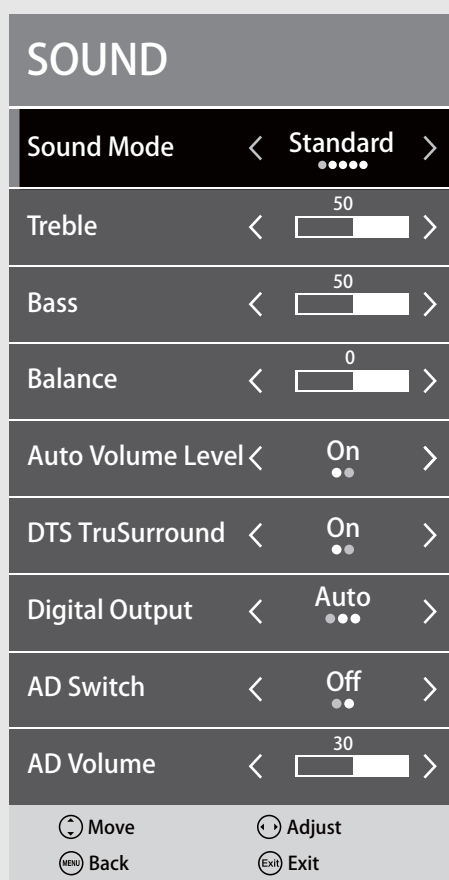 SOUND
Sound Mode Standard
50
Treble
50
Bass
0
Balance
Auto Volume Level On
DTS TruSurround On
Digital Output Auto
AD Switch Off
30
AD Volume
Move Adjust
MENU Back Exit Exit